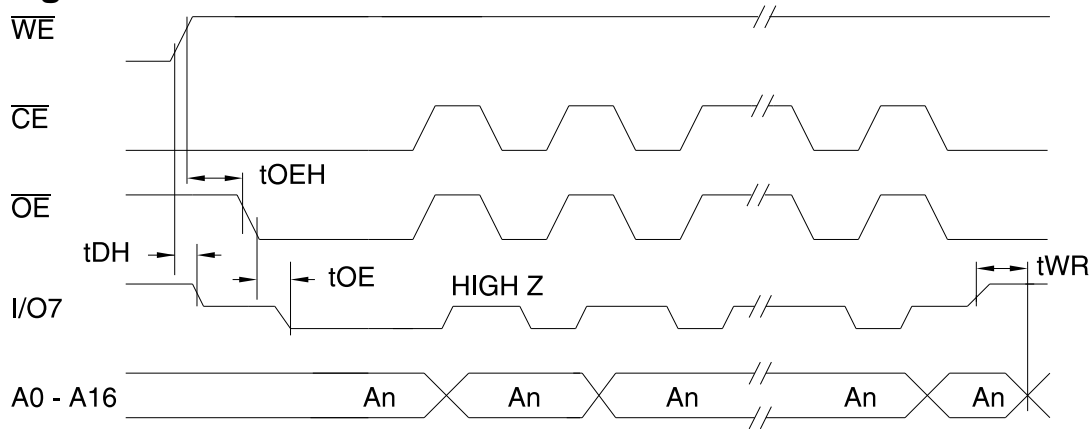 WE
CE
tOEH
OE
tDH
tOE
tWR
HIGH Z
I/O7
A0 - A16 An An An An An